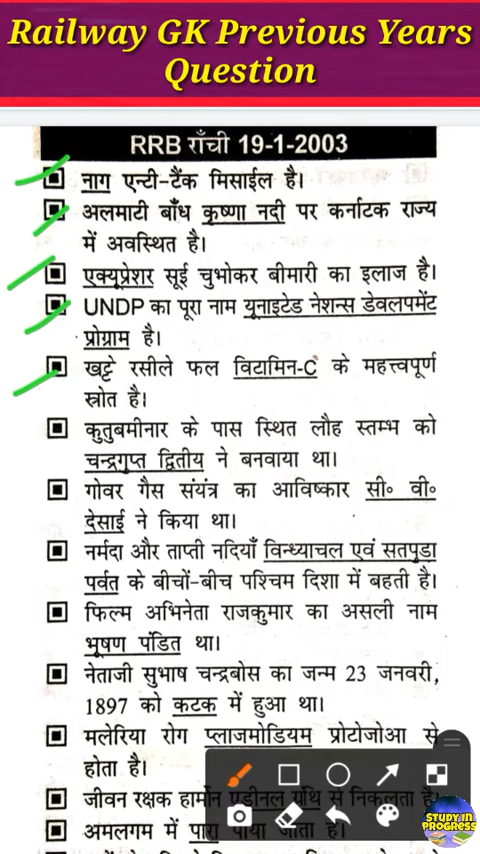 Railway GK Previous Years
Question
RRB राँची 19-1-2003
नाग एन्टी-टैंक मिसाईल है।
अलमाटी बाँध कृष्णा नदी पर कर्नाटक राज्य
में अवस्थित है।
एक्यूप्रेशर सूई चुभोकर बीमारी का इलाज है।
UNDP का पूरा नाम यूनाइटेड नेशन्स डेवलपमेंट
प्रोग्राम है।
खट्टे रसीले फल विटामिन-C के महत्त्वपूर्ण
स्रोत है।
कुतुबमीनार के पास स्थित लौह स्तम्भ को
चन्द्रगुप्त द्वितीय ने बनवाया था।
गोवर गैस संयंत्र का आविष्कार सी० वी०
देसाई ने किया था।
नर्मदा और ताप्ती नदियाँ विन्ध्याचल एवं सतपुडा
पर्वत के बीचों-बीच पश्चिम दिशा में बहती है।
फिल्म अभिनेता राजकुमार का असली नाम
भूषण पंडित था।
नेताजी सुभाष चन्द्रबोस का जन्म 23 जनवरी,
1897 को कटक में हुआ था।
मलेरिया रोग प्लाजमोडियम प्रोटोजोआ से
होता है।
जीवन रक्षक हार्मोन एड्रीनल ग्रंथि से निकलता है।
अमलगम में पारा पाया जाता है।
STUDY IN
PROGRESS